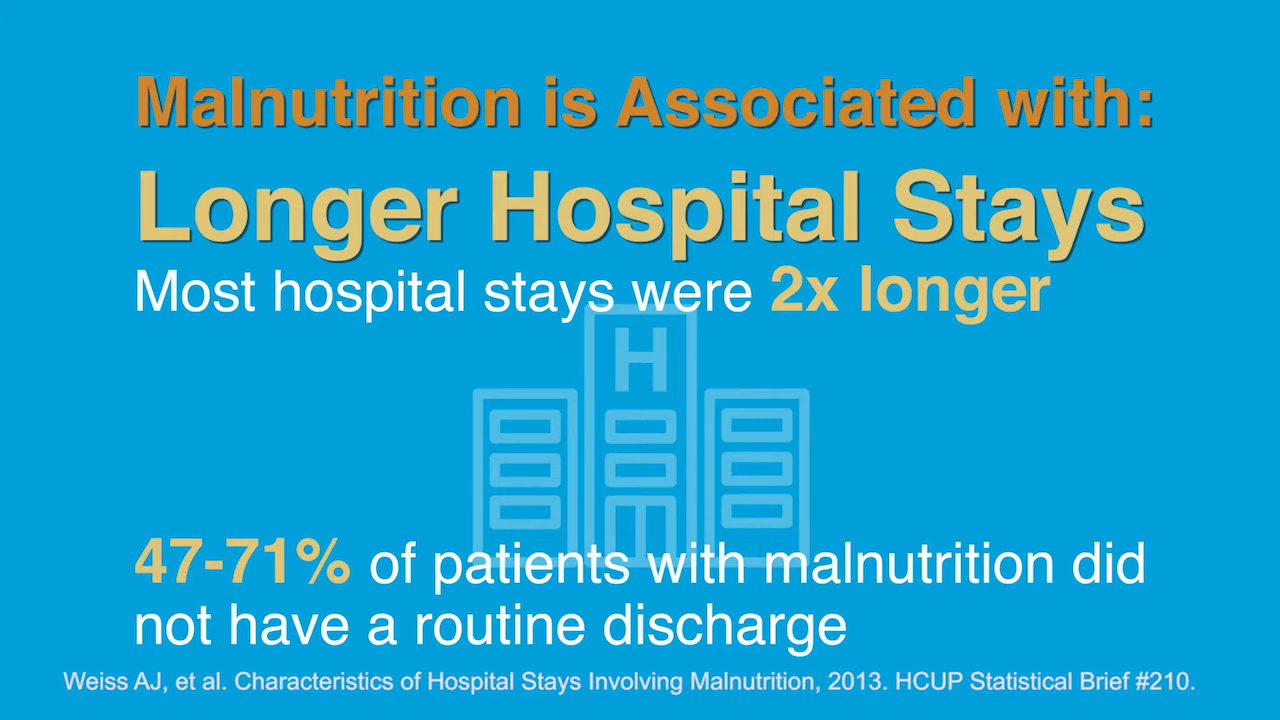 Malnutrition is Associated with:
Longer Hospital Stays
Most hospital stays were 2x longer
H
47-71% of patients with malnutrition did
not have a routine discharge
Weiss AJ, et al. Characteristics of Hospital Stays Involving Malnutrition, 2013. HCUP Statistical Brief #210.